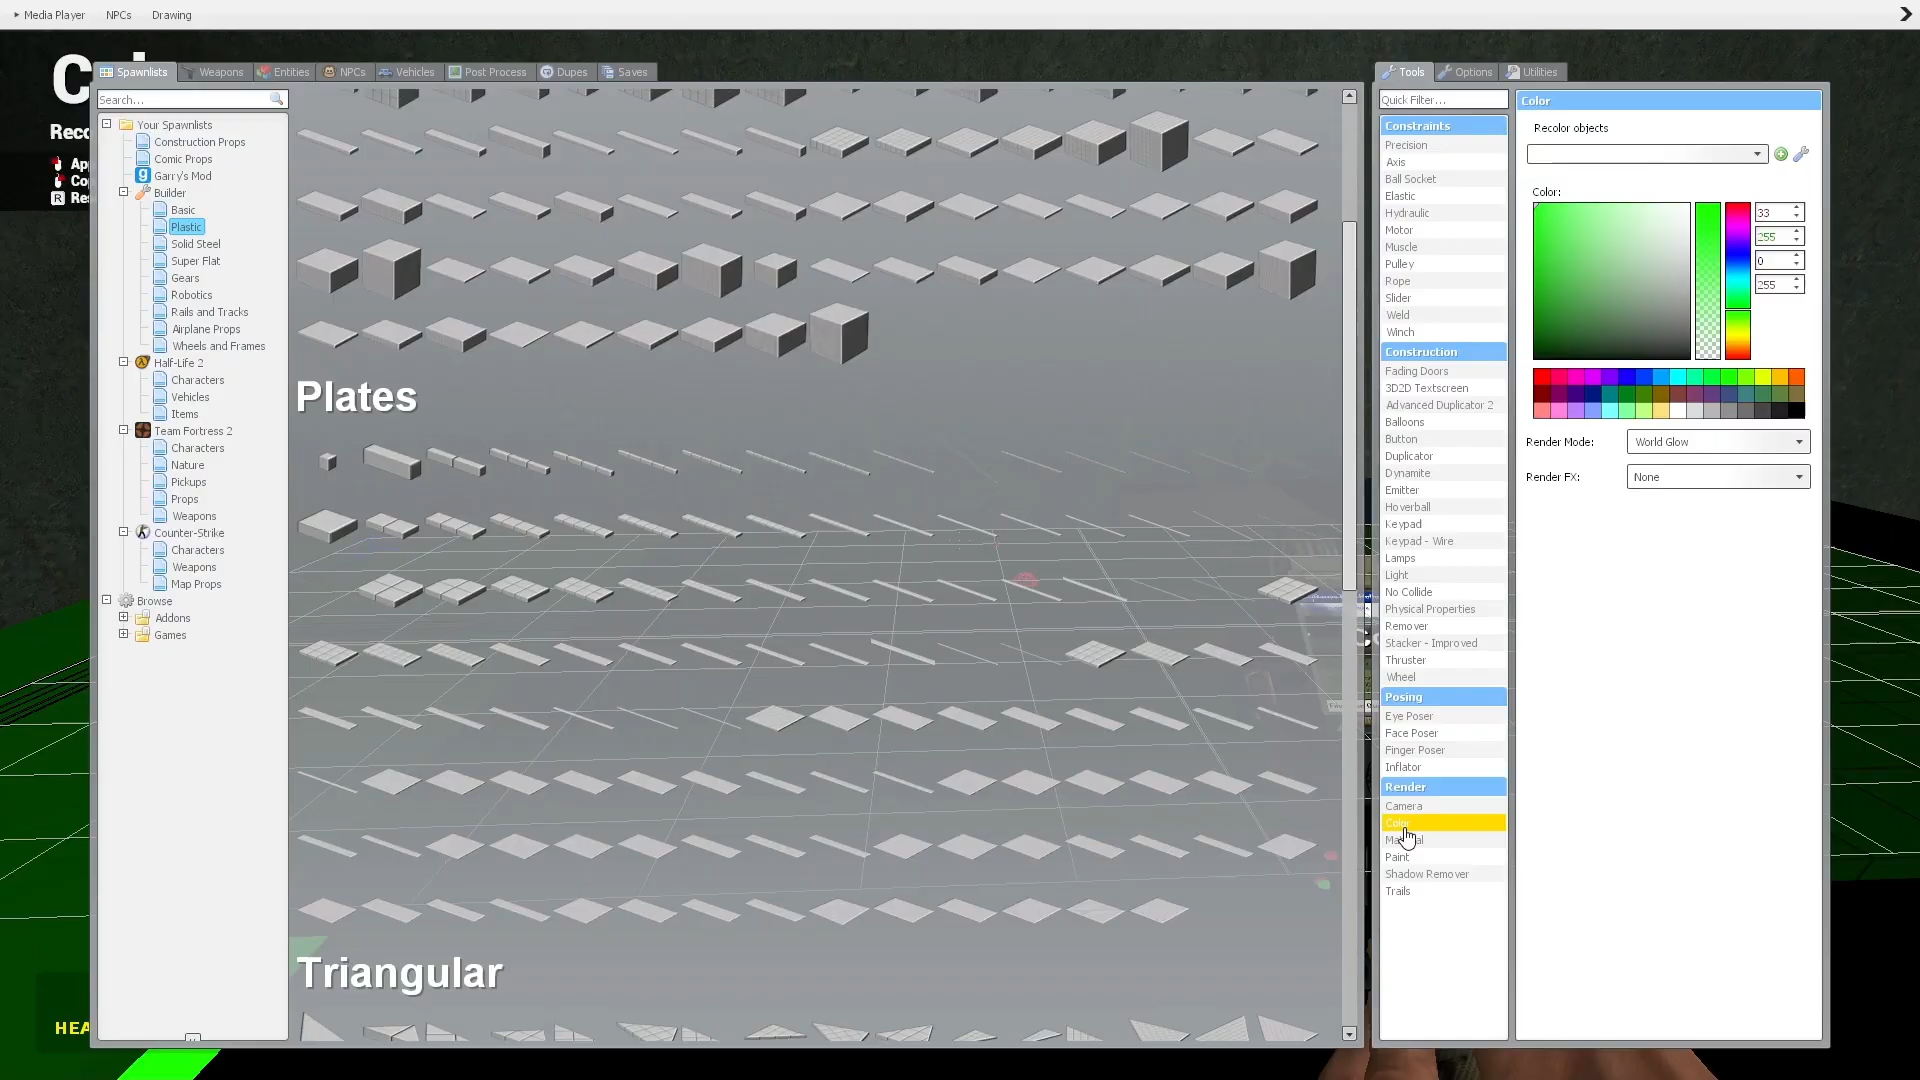 Media Player NPCs Drawing
Spawnlists Weapons Entities NPCs Vehicles Post Process Dupes Saves
Search...
Your Spawnlists
Construction Props
Comic Props
Garry's Mod
Builder
Basic
Plastic
Solid Steel
Super Flat
Gears
Robotics
Rails and Tracks
Airplane Props
Wheels and Frames
Half-Life 2
Characters
Vehicles
Items
Team Fortress 2
Characters
Nature
Pickups
Props
Weapons
Counter-Strike
Characters
Weapons
Map Props
Browse
Addons
Games
Plates
Triangular
Tools Options Utilities
Quick Filter...
Constraints
Precision
Axis
Ball Socket
Elastic
Hydraulic
Motor
Muscle
Pulley
Rope
Slider
Weld
Winch
Construction
Fading Doors
3D2D Textscreen
Advanced Duplicator 2
Balloons
Button
Duplicator
Dynamite
Emitter
Hoverball
Keypad
Keypad - Wire
Lamps
Light
No Collide
Physical Properties
Remover
Stacker - Improved
Thruster
Wheel
Posing
Eye Poser
Face Poser
Finger Poser
Inflator
Render
Camera
Color
Paint
Shadow Remover
Trails
Color
Recolor objects
Color:
33
255
0
255
Render Mode: World Glow
Render FX: None
R